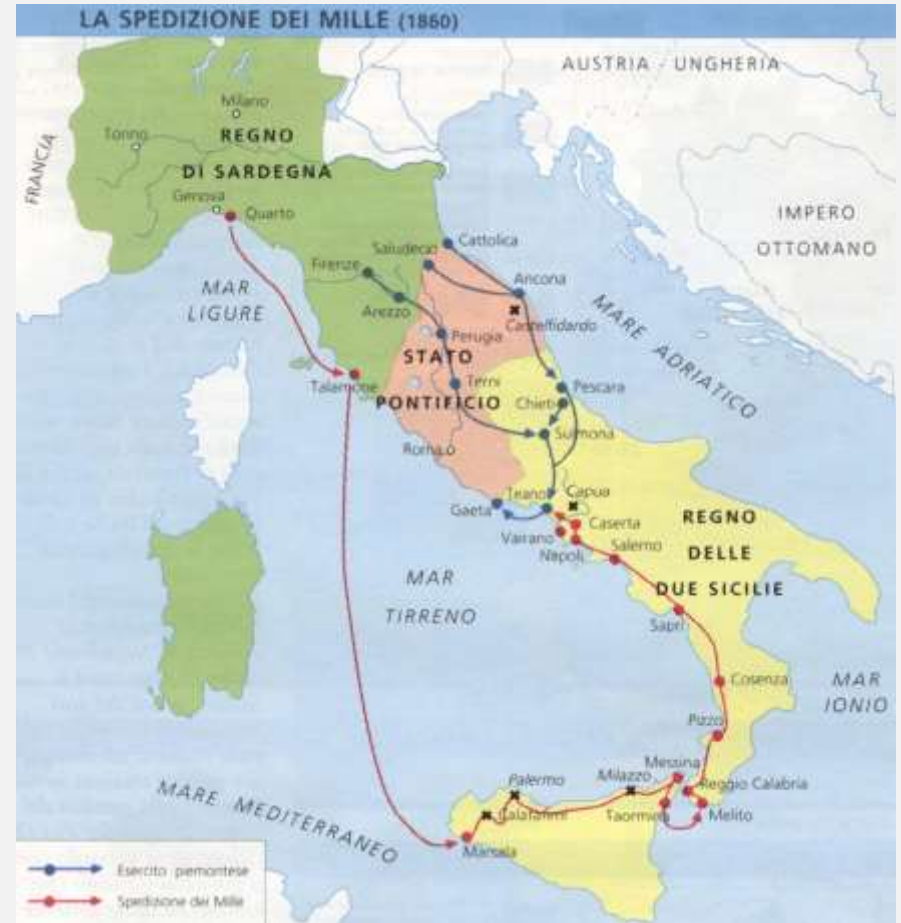 LA SPEDIZIONE DEI MILLE (1860)
AUSTRIA - UNGHERIA
Milano
Torino
REGNO
DI SARDEGNA
FRANCIA
Genova
Quarto
IMPERO
OTTOMANO
Cattolica
Saludecio
Firenze
Ancona
MAR
LIGURE
Arezzo
Castelfidardo
MARE ADRIATICO
Perugia
STATO
Talamone
Terni
Pescara
PONTIFICIO
Chieti
Sulmona
Roma
Teano
Capua
Gaeta
Caserta
REGNO
Vairano
Napoli
Salerno
DELLE
DUE SICILIE
MAR
TIRRENO
Sapri
Cosenza
MAR
IONIO
Pizzo
Messina
Palermo
Milazzo
Reggio Calabria
MARE MEDITERRANEO
Calatafimi
Taormina
Melito
Marsala
Esercito piemontese
Spedizione dei Mille